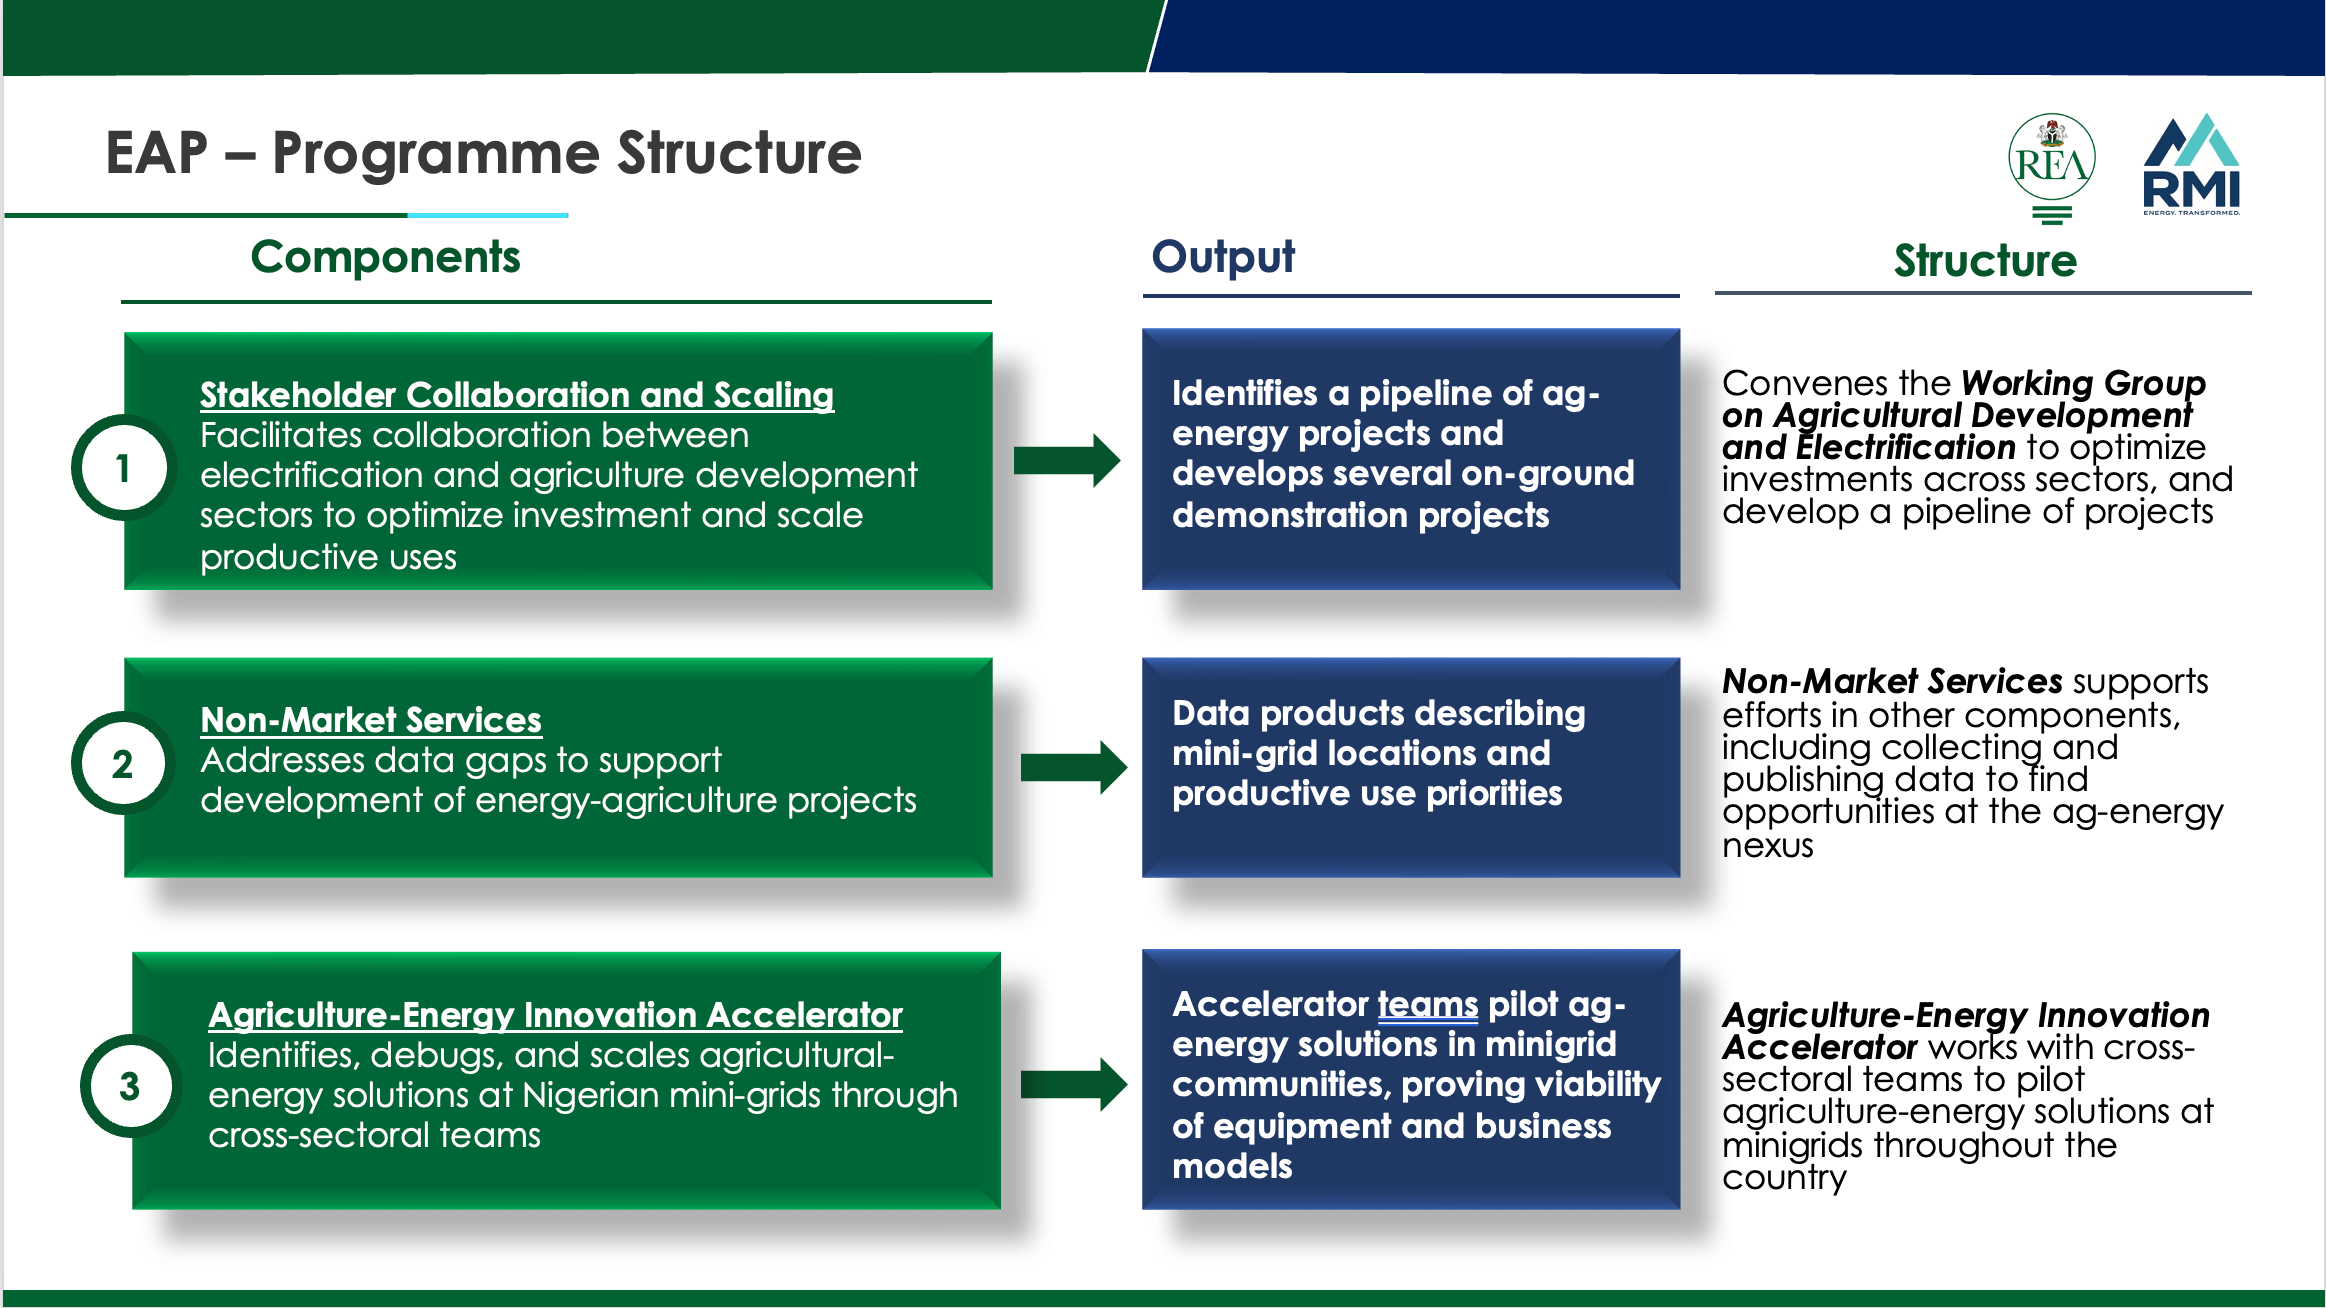 EAP – Programme Structure
REA
RMI
ENERGY. TRANSFORMED.
Components
Output
Structure
1
Stakeholder Collaboration and Scaling
Facilitates collaboration between
electrification and agriculture development
sectors to optimize investment and scale
productive uses
Identifies a pipeline of ag-
energy projects and
develops several on-ground
demonstration projects
Convenes the Working Group
on Agricultural Development
and Electrification to optimize
investments across sectors, and
develop a pipeline of projects
2
Non-Market Services
Addresses data gaps to support
development of energy-agriculture projects
Data products describing
mini-grid locations and
productive use priorities
Non-Market Services supports
efforts in other components,
including collecting and
publishing data to find
opportunities at the ag-energy
nexus
3
Agriculture-Energy Innovation Accelerator
Identifies, debugs, and scales agricultural-
energy solutions at Nigerian mini-grids through
cross-sectoral teams
Accelerator teams pilot ag-
energy solutions in minigrid
communities, proving viability
of equipment and business
models
Agriculture-Energy Innovation
Accelerator works with cross-
sectoral teams to pilot
agriculture-energy solutions at
minigrids throughout the
country